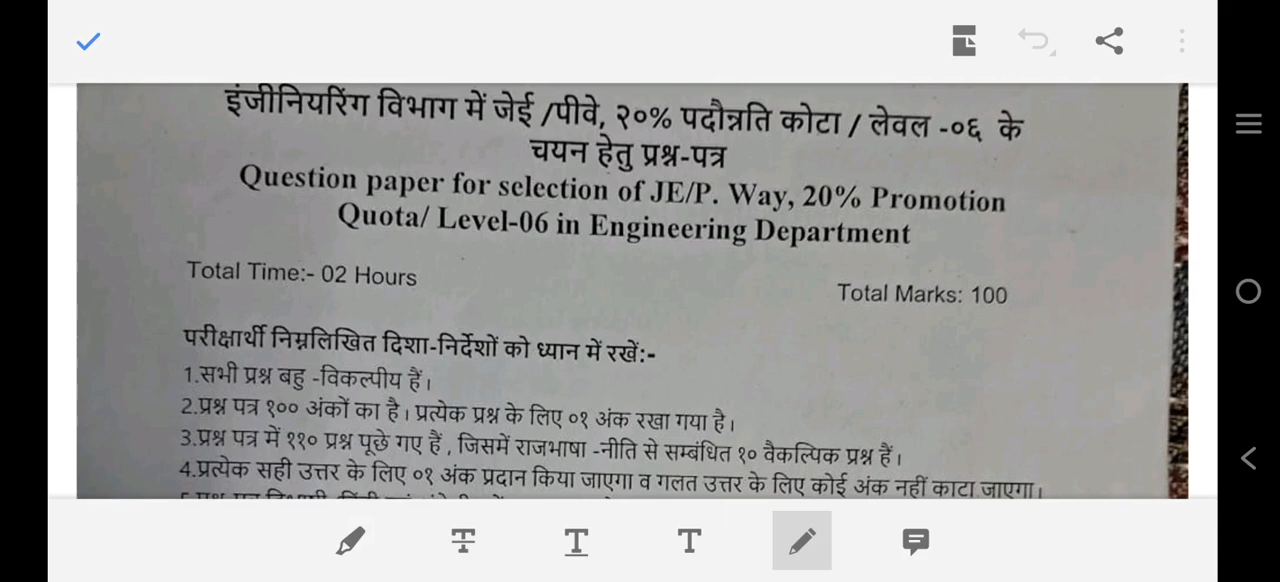 इंजीनियरिंग विभाग में जेई /पीवे, २०% पदौन्नति कोटा / लेवल -०६ के
चयन हेतु प्रश्न-पत्र
Question paper for selection of JE/P. Way, 20% Promotion
Quota/ Level-06 in Engineering Department
Total Time:- 02 Hours
Total Marks: 100
परीक्षार्थी निम्नलिखित दिशा-निर्देशों को ध्यान में रखें:-
1.सभी प्रश्न बहु -विकल्पीय हैं।
2.प्रश्न पत्र १०० अंकों का है। प्रत्येक प्रश्न के लिए ०१ अंक रखा गया है।
3.प्रश्न पत्र में ११० प्रश्न पूछे गए हैं, जिसमें राजभाषा -नीति से सम्बंधित १० वैकल्पिक प्रश्न हैं।
4.प्रत्येक सही उत्तर के लिए ०१ अंक प्रदान किया जाएगा व गलत उत्तर के लिए कोई अंक नहीं काटा जाएगा।